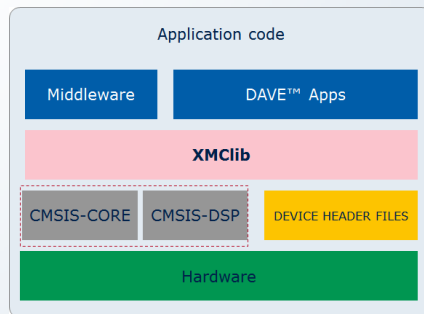 Application code
Middleware
DAVE™ Apps
XMClib
CMSIS-CORE
CMSIS-DSP
DEVICE HEADER FILES
Hardware